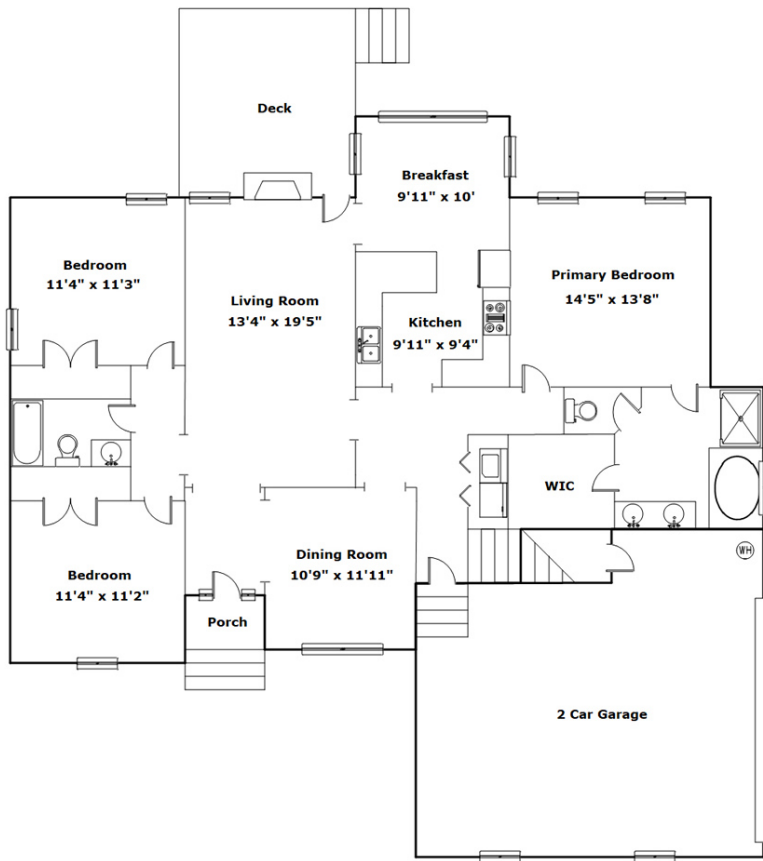 Deck
Breakfast
9'11" x 10'
Bedroom
11'4" x 11'3"
Living Room
13'4" x 19'5"
Primary Bedroom
14'5" x 13'8"
Kitchen
9'11" x 9'4"
WIC
WH
Dining Room
10'9" x 11'11"
Bedroom
11'4" x 11'2"
Porch
2 Car Garage